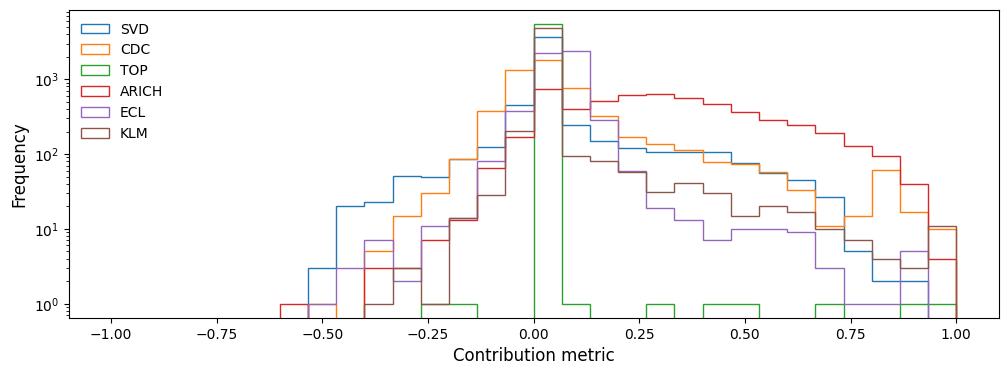 SVD
CDC
TOP
ARICH
ECL
KLM
Frequency
10³
10²
10¹
10⁰
−1.00 −0.75 −0.50 −0.25 0.00 0.25 0.50 0.75 1.00
Contribution metric